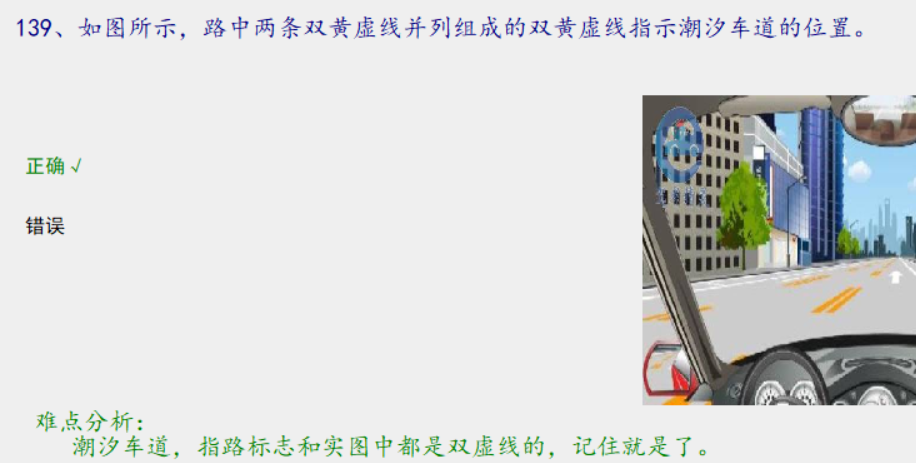 139、如图所示，路中两条双黄虚线并列组成的双黄虚线指示潮汐车道的位置。
正确√
错误
难点分析：
潮汐车道，指路标志和实图中都是双虚线的，记住就是了。